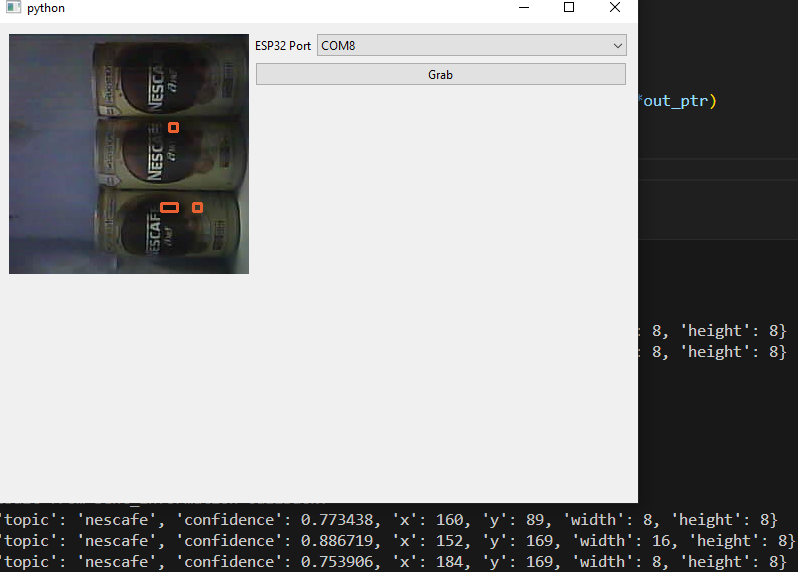 python
ESP32 Port COM8
Grab
*out_ptr)
NESCAF
NESCAFE
NESCAFE
: 8, 'height': 8}
: 8, 'height': 8}
'topic': 'nescafe', 'confidence': 0.773438, 'x': 160, 'y': 89, 'width': 8, 'height': 8}
'topic': 'nescafe', 'confidence': 0.886719, 'x': 152, 'y': 169, 'width': 16, 'height': 8}
'topic': 'nescafe', 'confidence': 0.753906, 'x': 184, 'y': 169, 'width': 8, 'height': 8}